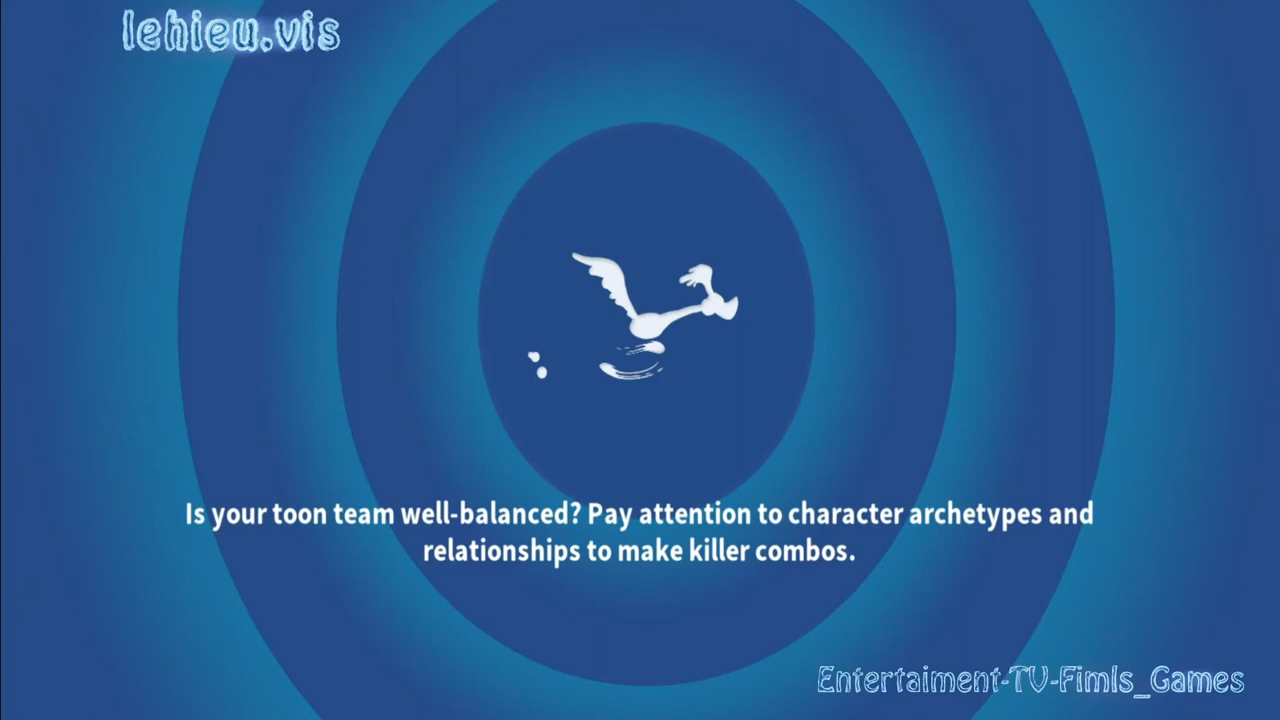 lehieu.vis
Is your toon team well-balanced? Pay attention to character archetypes and
relationships to make killer combos.
Entertaiment-TV-Fimls_Games